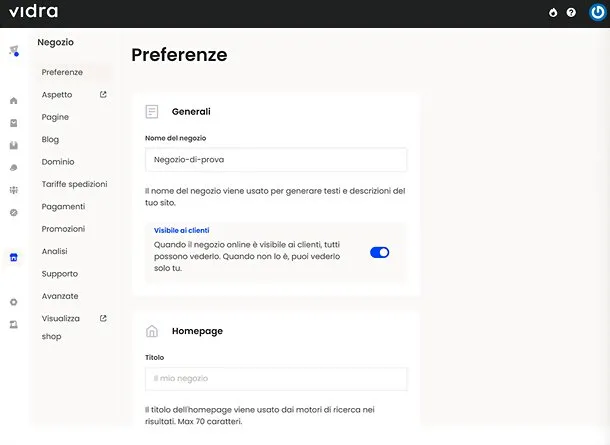 vidra
Negozio
Preferenze
Aspetto
Pagine
Blog
Dominio
Tariffe spedizioni
Pagamenti
Promozioni
Analisi
Supporto
Avanzate
Visualizza
shop
Preferenze
Generali
Nome del negozio
Negozio-di-prova
Il nome del negozio viene usato per generare testi e descrizioni del
tuo sito.
Visibile ai clienti
Quando il negozio online è visibile ai clienti, tutti
possono vederlo. Quando non lo è, puoi vederlo
solo tu.
Homepage
Titolo
Il mio negozio
Il titolo dell'homepage viene usato dai motori di ricerca nei
risultati. Max 70 caratteri.